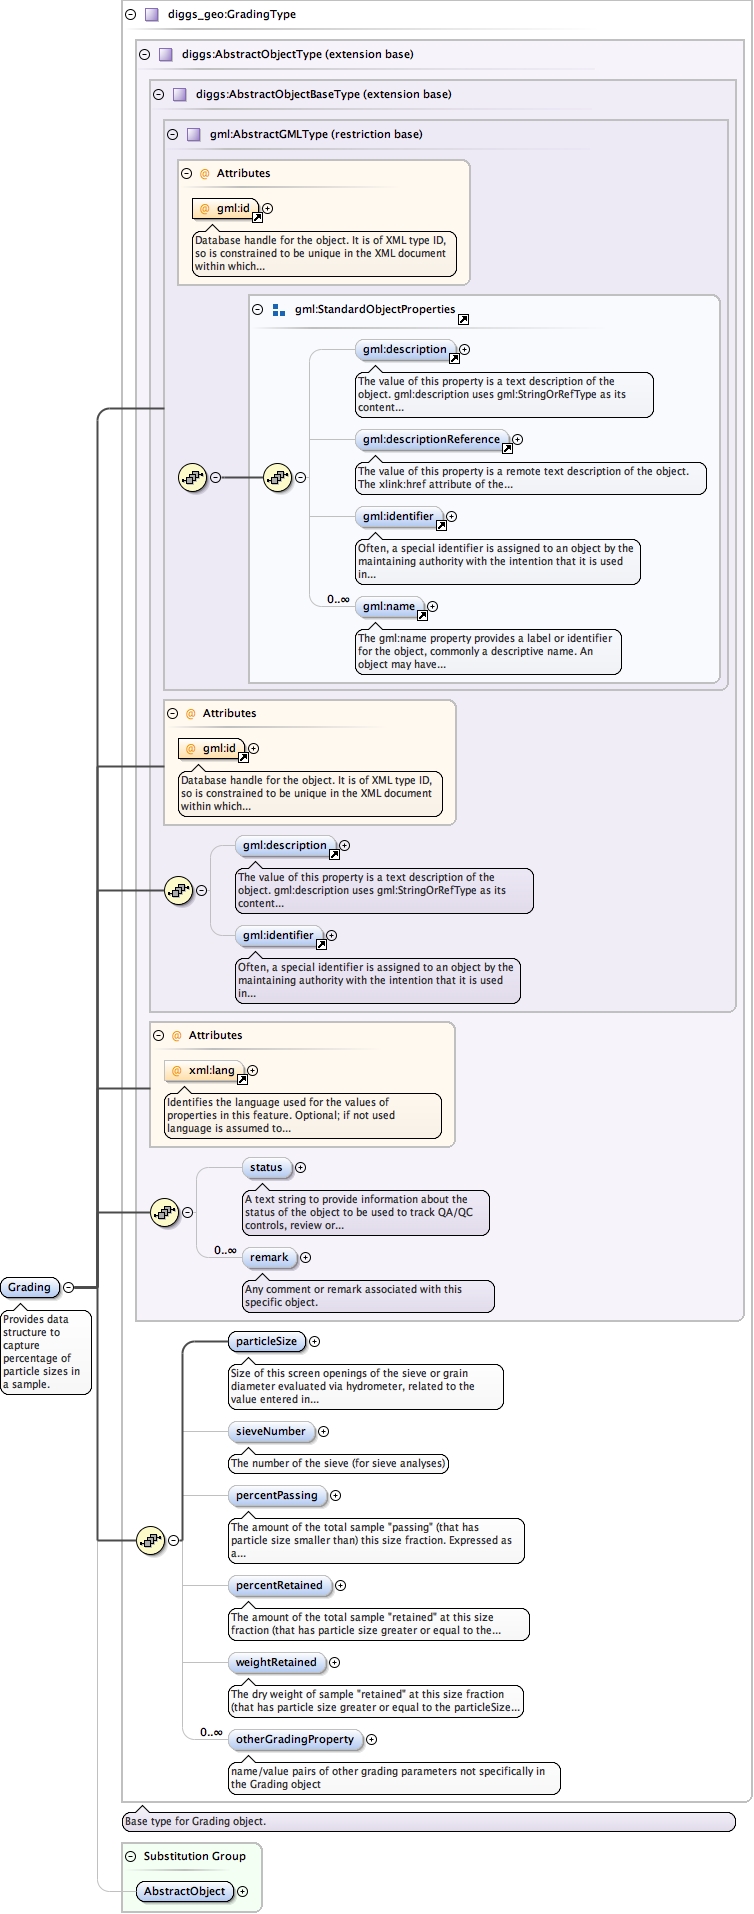 diggs_geo:GradingType
diggs:AbstractObjectType (extension base)
diggs:AbstractObjectBaseType (extension base)
gml:AbstractGMLType (restriction base)
@ Attributes
@ gml:id
Database handle for the object. It is of XML type ID,
so is constrained to be unique in the XML document
within which...
gml:StandardObjectProperties
gml:description
The value of this property is a text description of the
object. gml:description uses gml:StringOrRefType as its
content...
gml:descriptionReference
The value of this property is a remote text description of the object.
The xlink:href attribute of the...
gml:identifier
Often, a special identifier is assigned to an object by the
maintaining authority with the intention that it is used
in...
0..∞ gml:name
The gml:name property provides a label or identifier
for the object, commonly a descriptive name. An
object may have...
@ Attributes
@ gml:id
Database handle for the object. It is of XML type ID,
so is constrained to be unique in the XML document
within which...
gml:description
The value of this property is a text description of the
object. gml:description uses gml:StringOrRefType as its
content...
gml:identifier
Often, a special identifier is assigned to an object by the
maintaining authority with the intention that it is used
in...
@ Attributes
@ xml:lang
Identifies the language used for the values of
properties in this feature. Optional; if not used
language is assumed to...
status
A text string to provide information about the
status of the object to be used to track QA/QC
controls, review or...
0..∞ remark
Any comment or remark associated with this
specific object.
Grading
Provides data
structure to
capture
percentage of
particle sizes in
a sample.
particleSize
Size of this screen openings of the sieve or grain
diameter evaluated via hydrometer, related to the
value entered in...
sieveNumber
The number of the sieve (for sieve analyses)
percentPassing
The amount of the total sample "passing" (that has
particle size smaller than) this size fraction. Expressed as
a...
percentRetained
The amount of the total sample "retained" at this size
fraction (that has particle size greater or equal to the...
weightRetained
The dry weight of sample "retained" at this size fraction
(that has particle size greater or equal to the particleSize...
0..∞ otherGradingProperty
name/value pairs of other grading parameters not specifically in
the Grading object
Base type for Grading object.
Substitution Group
AbstractObject